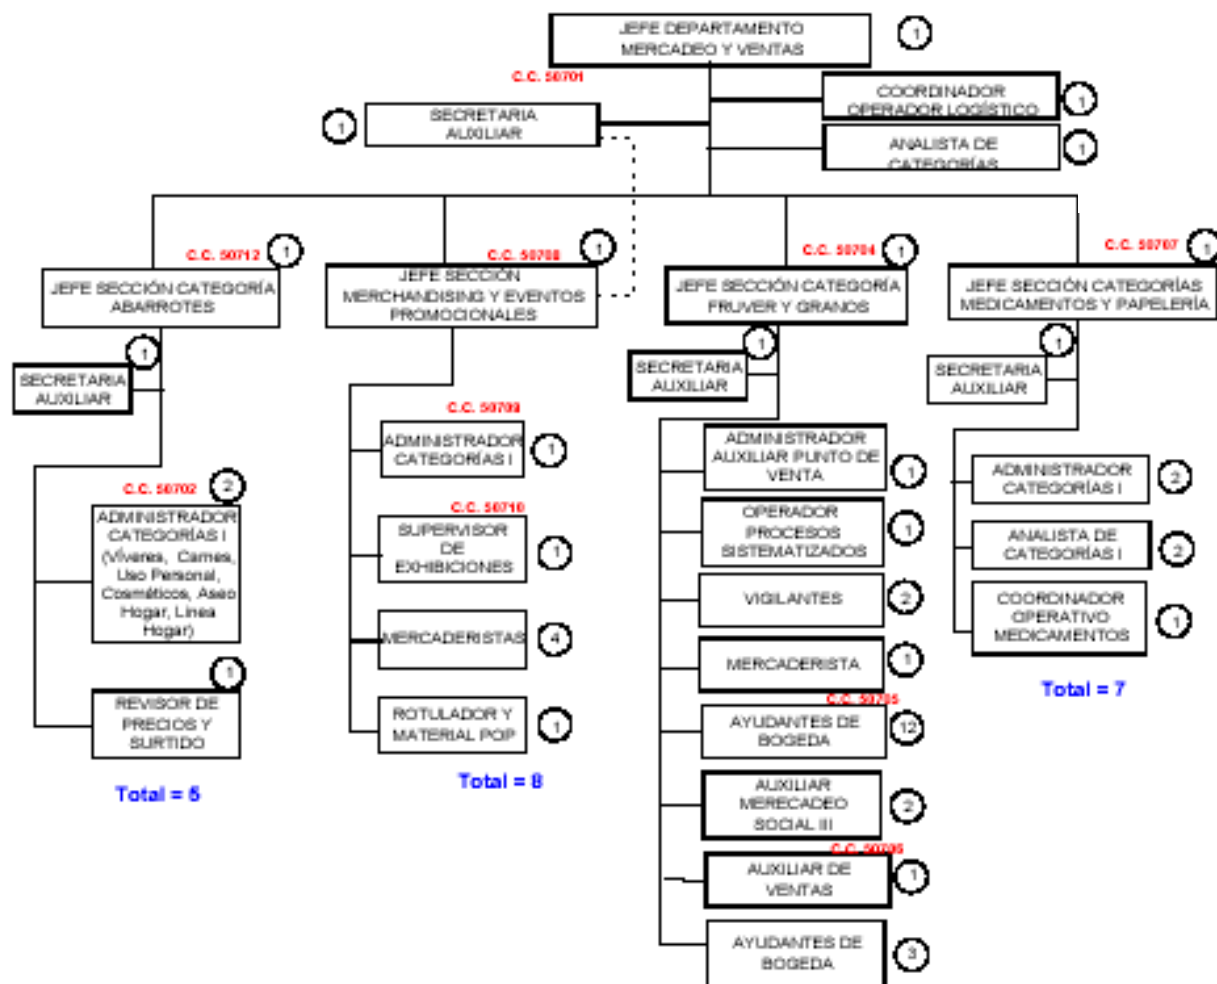 JEFE DEPARTAMENTO
MERCADEO Y VENTAS
1
C.C. 50701
COORDINADOR
OPERADOR LOGÍSTICO
1
SECRETARIA
AUXILIAR
1
ANALISTA DE
CATEGORÍAS
1
C.C. 50712
1
JEFE SECCIÓN CATEGORÍA
ABARROTES
C.C. 50708
1
JEFE SECCIÓN
MERCHANDISING Y EVENTOS
PROMOCIONALES
C.C. 50704
1
JEFE SECCIÓN CATEGORÍA
FRUVER Y GRANOS
C.C. 50707
1
JEFE SECCIÓN CATEGORÍAS
MEDICAMENTOS Y PAPELERÍA
1
SECRETARIA
AUXILIAR
C.C. 50702
2
ADMINISTRADOR
CATEGORÍAS I
(Víveres, Carnes,
Uso Personal,
Cosméticos, Aseo
Hogar, Línea
Hogar)
1
REVISOR DE
PRECIOS Y
SURTIDO
Total = 5
C.C. 50709
ADMINISTRADOR
CATEGORÍAS I
1
C.C. 50710
SUPERVISOR
DE
EXHIBICIONES
1
MERCADERISTAS
4
ROTULADOR Y
MATERIAL POP
1
Total = 8
1
SECRETARIA
AUXILIAR
ADMINISTRADOR
AUXILIAR PUNTO DE
VENTA
1
OPERADOR
PROCESOS
SISTEMATIZADOS
1
VIGILANTES
2
MERCADERISTA
1
C.C. 50705
AYUDANTES DE
BOGEDA
12
AUXILIAR
MERECADEO
SOCIAL III
2
C.C. 50706
AUXILIAR DE
VENTAS
1
AYUDANTES DE
BOGEDA
3
1
SECRETARIA
AUXILIAR
ADMINISTRADOR
CATEGORÍAS I
2
ANALISTA DE
CATEGORÍAS I
2
COORDINADOR
OPERATIVO
MEDICAMENTOS
1
Total = 7